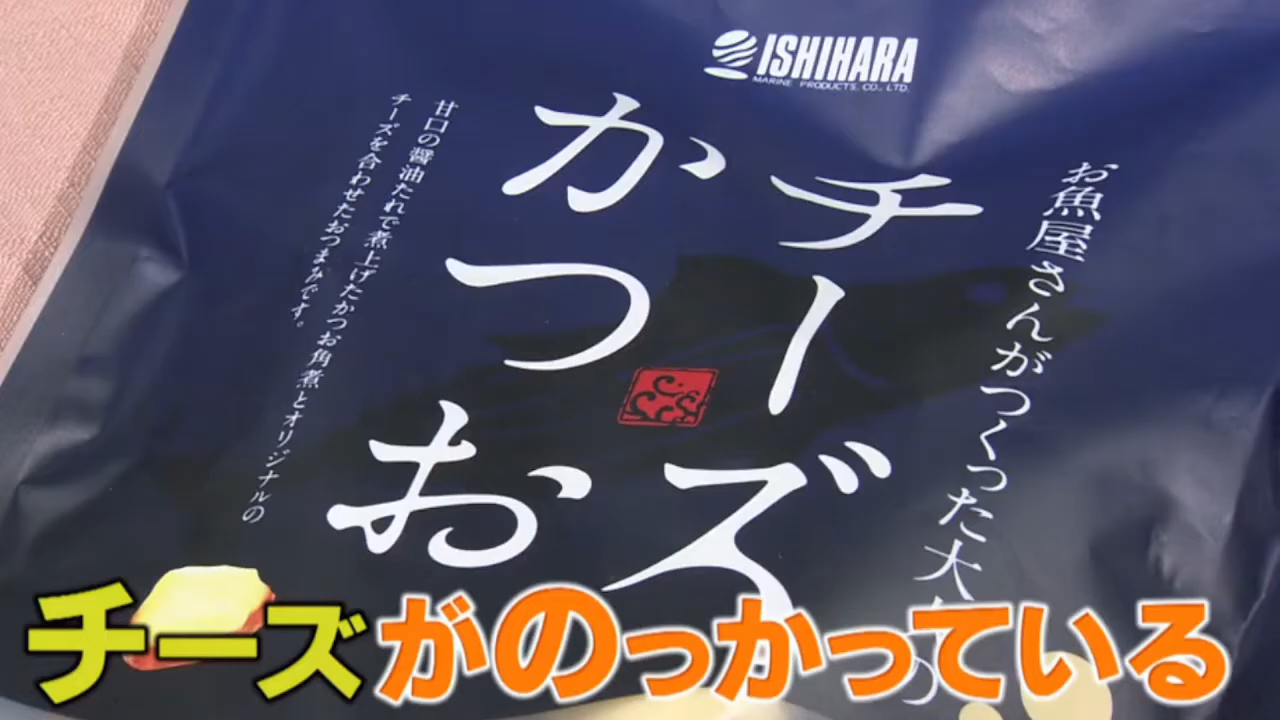 ISHIHARA
MARINE PRODUCTS. CO., LTD.
お魚屋さんがつくった大
チーズ
かつお
甘口の醤油たれで煮上げたかつお角煮とオリジナルの
チーズを合わせたおつまみです。
チーズがのっかっている